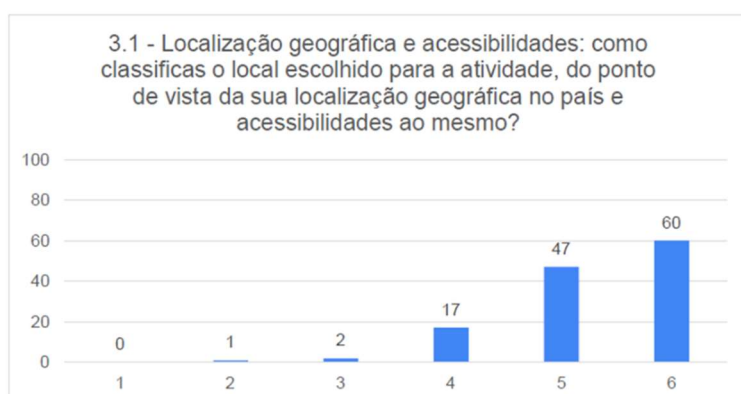 3.1 - Localização geográfica e acessibilidades: como
classificas o local escolhido para a atividade, do ponto
de vista da sua localização geográfica no país e
acessibilidades ao mesmo?
100
80
60
40
20
0
0
1
2
17
47
60
1 2 3 4 5 6